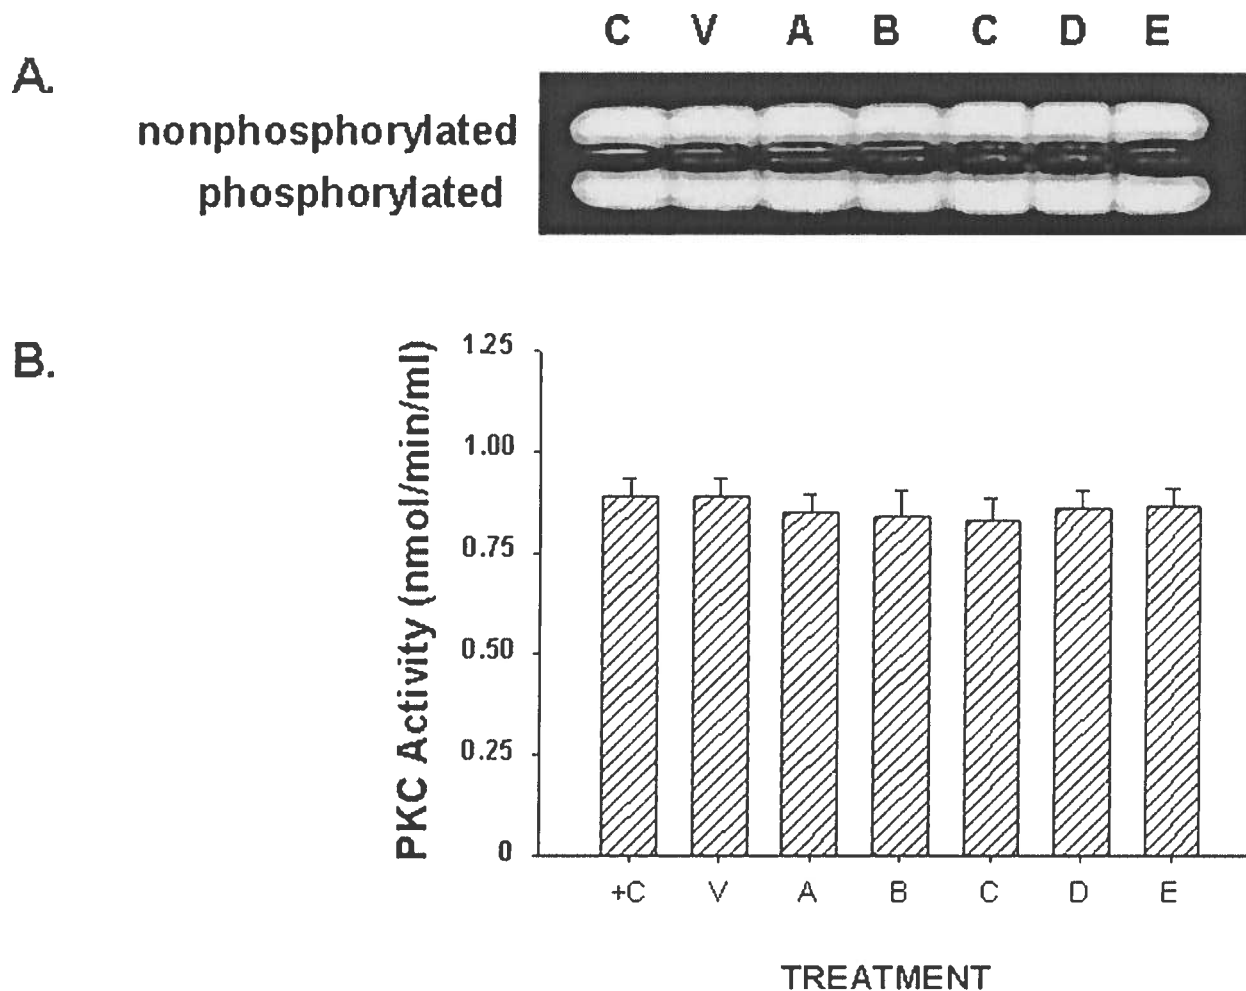 C V A B C D E
A.
nonphosphorylated
phosphorylated
B.
PKC Activity (nmol/min/ml)
1.25
1.00
0.75
0.50
0.25
0
+C V A B C D E
TREATMENT